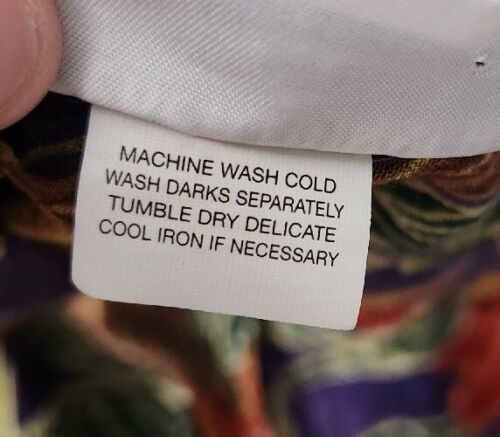 MACHINE WASH COLD
WASH DARKS SEPARATELY
TUMBLE DRY DELICATE
COOL IRON IF NECESSARY